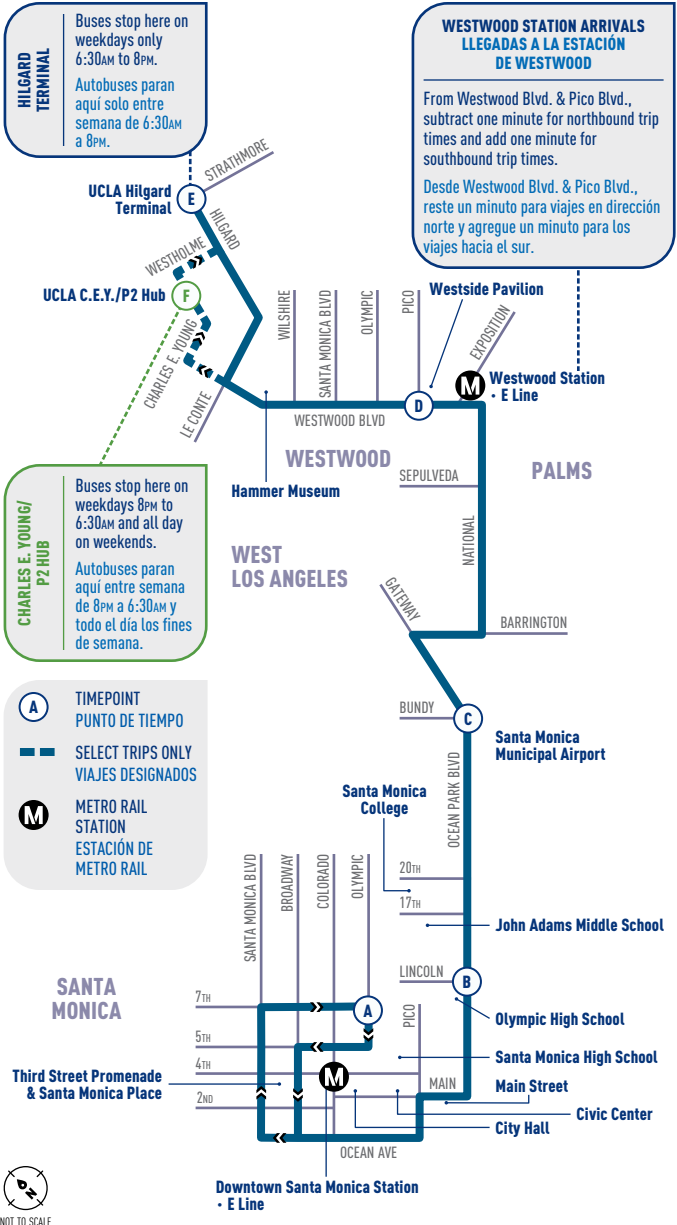 HILGARD
TERMINAL
Buses stop here on
weekdays only
6:30AM to 8PM.
Autobuses paran
aquí solo entre
semana de 6:30AM
a 8PM.
WESTWOOD STATION ARRIVALS
LLEGADAS A LA ESTACIÓN
DE WESTWOOD
From Westwood Blvd. & Pico Blvd.,
subtract one minute for northbound trip
times and add one minute for
southbound trip times.
Desde Westwood Blvd. & Pico Blvd.,
reste un minuto para viajes en dirección
norte y agregue un minuto para los
viajes hacia el sur.
STRATHMORE
UCLA Hilgard
Terminal
E
HILGARD
WESTHOLME
UCLA C.E.Y./P2 Hub
F
CHARLES E. YOUNG
LE CONTE
WILSHIRE
SANTA MONICA BLVD
OLYMPIC
PICO
Westside Pavilion
EXPOSITION
M
Westwood Station
• E Line
D
WESTWOOD BLVD
WESTWOOD
Hammer Museum
SEPULVEDA
PALMS
NATIONAL
CHARLES E. YOUNG/
P2 HUB
Buses stop here on
weekdays 8PM to
6:30AM and all day
on weekends.
Autobuses paran
aquí entre semana
de 8PM a 6:30AM y
todo el día los fines
de semana.
WEST
LOS ANGELES
GATEWAY
BARRINGTON
BUNDY
C
Santa Monica
Municipal Airport
A
TIMEPOINT
PUNTO DE TIEMPO
SELECT TRIPS ONLY
VIAJES DESIGNADOS
M
METRO RAIL
STATION
ESTACIÓN DE
METRO RAIL
OCEAN PARK BLVD
Santa Monica
College
20TH
17TH
John Adams Middle School
SANTA MONICA BLVD
BROADWAY
COLORADO
OLYMPIC
LINCOLN
B
Olympic High School
SANTA
MONICA
7TH
A
PICO
5TH
4TH
Santa Monica High School
Third Street Promenade
& Santa Monica Place
M
MAIN
Main Street
2ND
Civic Center
City Hall
OCEAN AVE
Downtown Santa Monica Station
• E Line
N
NOT TO SCALE